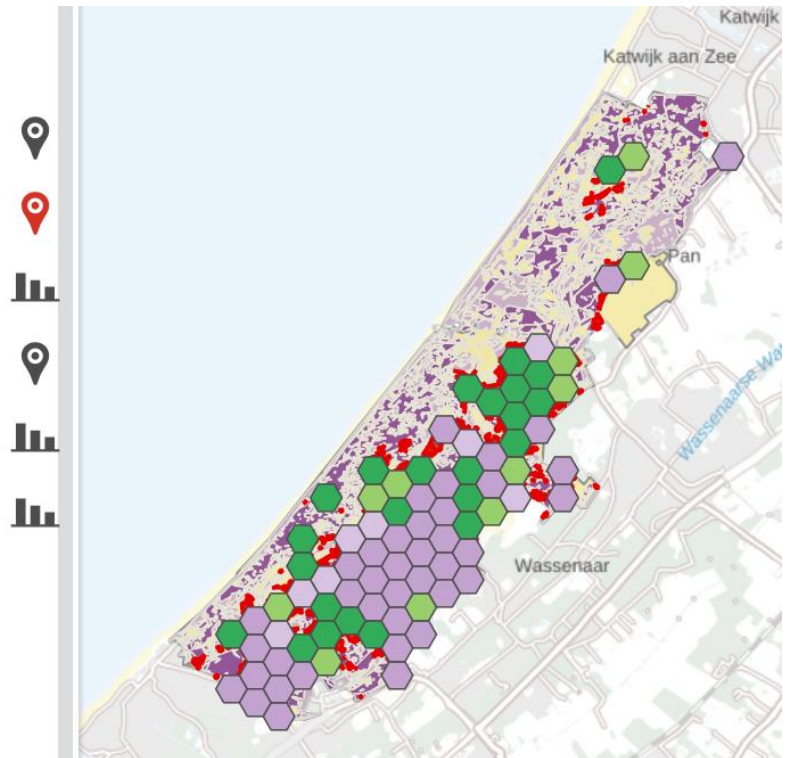 Katwijk
Katwijk aan Zee
Pan
Wassenaarse Wa
Wassenaar